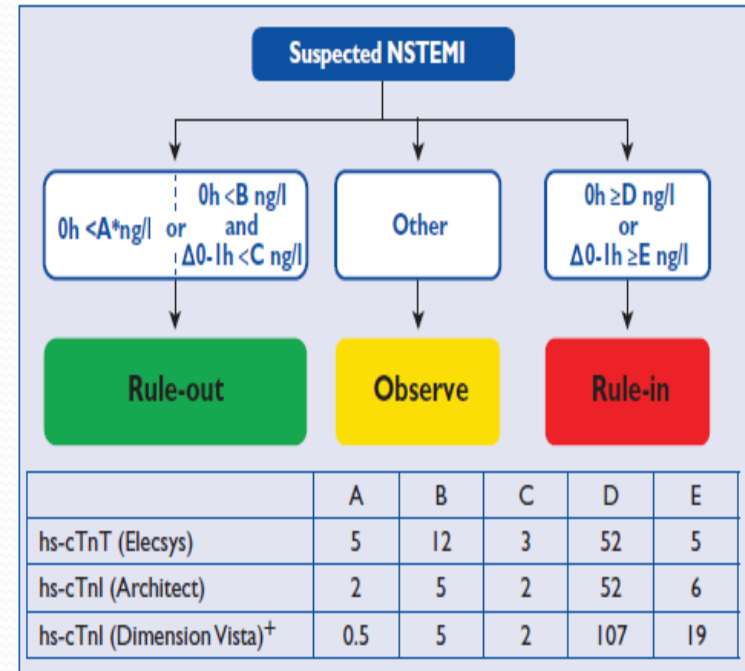 Suspected NSTEMI
0h <A*ng/l or 0h <B ng/l
and
Δ0-1h <C ng/l
Other
0h ≥D ng/l
or
Δ0-1h ≥E ng/l
Rule-out
Observe
Rule-in
A B C D E
hs-cTnT (Elecsys) 5 12 3 52 5
hs-cTnI (Architect) 2 5 2 52 6
hs-cTnI (Dimension Vista)+ 0.5 5 2 107 19